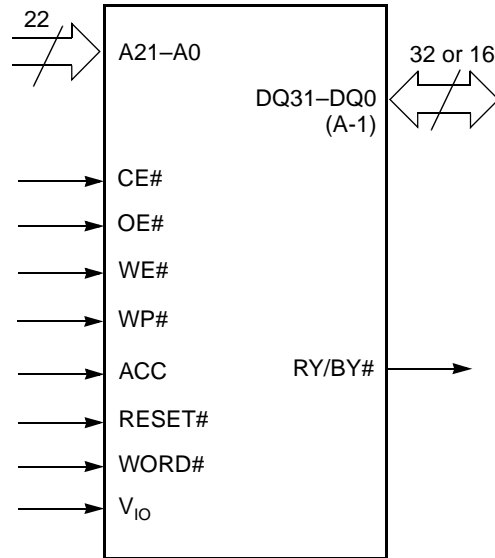 22
A21–A0
32 or 16
DQ31–DQ0
(A-1)
CE#
OE#
WE#
WP#
ACC
RY/BY#
RESET#
WORD#
VIO